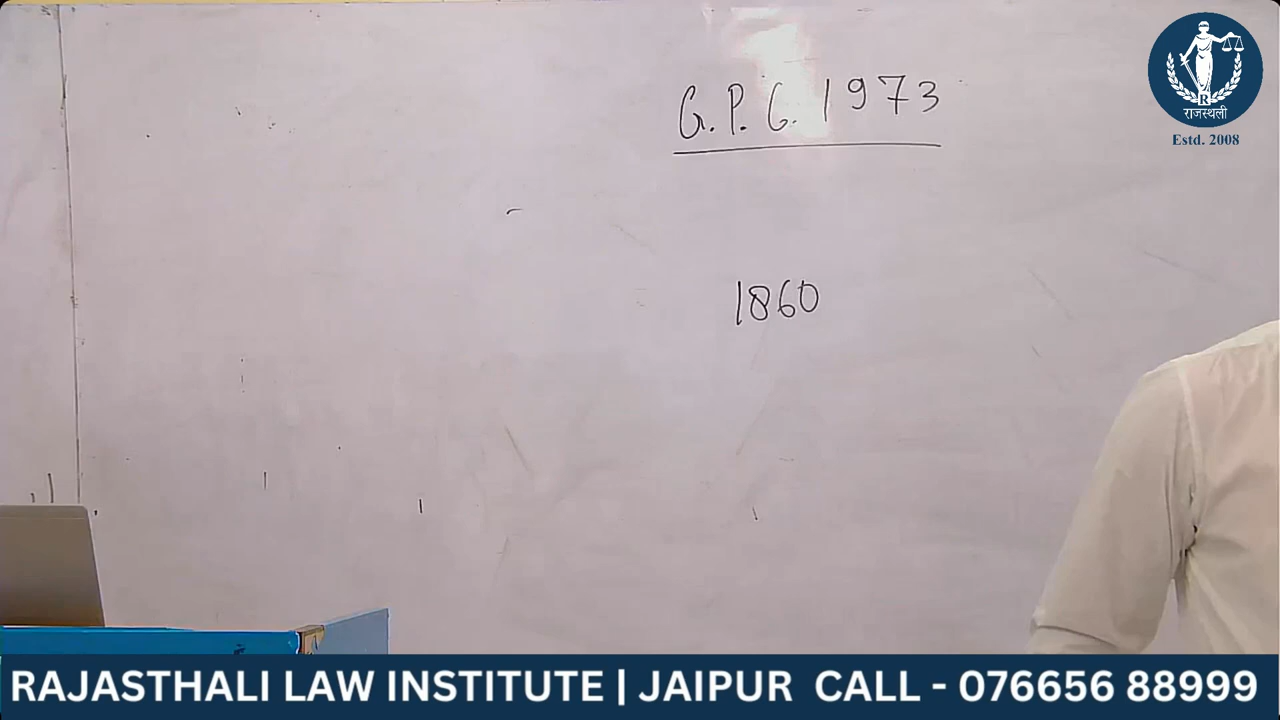 G.P.C. 1973
1860
राजस्थली
Estd. 2008
R
RAJASTHALI LAW INSTITUTE | JAIPUR CALL - 076656 88999